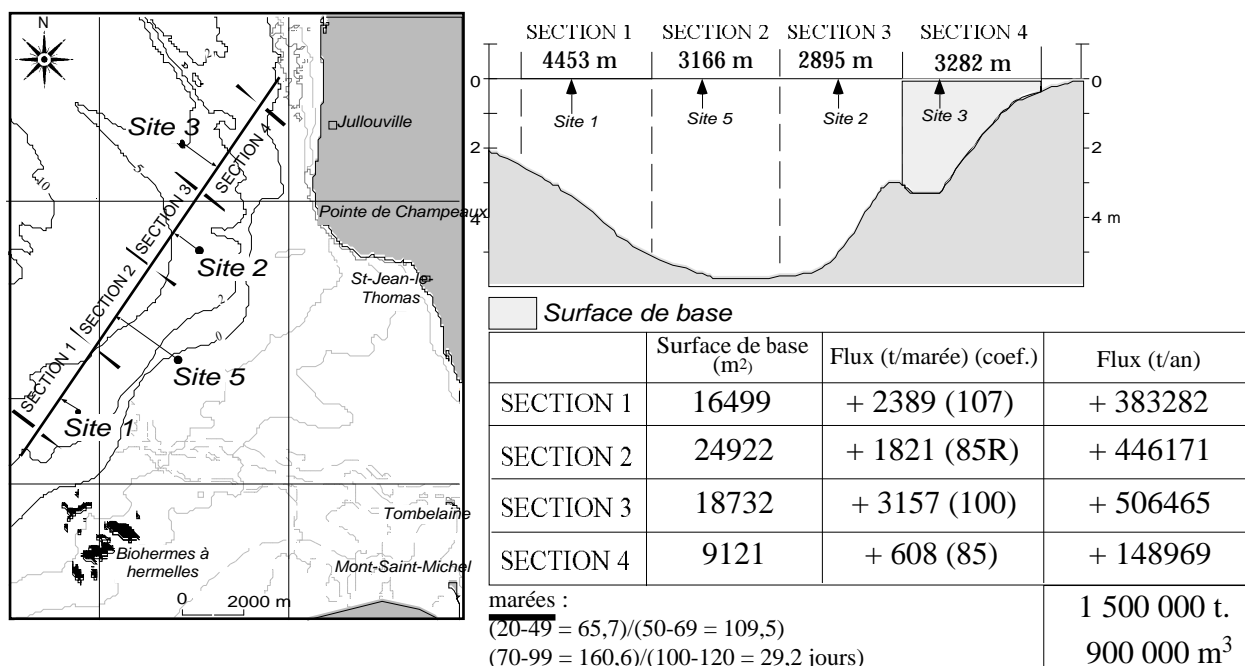 N
10
5
2
0
Site 3
Jullouville
SECTION 4
SECTION 3
Pointe de Champeaux
SECTION 2
Site 2
St-Jean-le-
Thomas
SECTION 1
Site 5
Site 1
Tombelaine
Biohermes à
hermelles
Mont-Saint-Michel
0 2000 m
SECTION 1 SECTION 2 SECTION 3 SECTION 4
4453 m 3166 m 2895 m 3282 m
0 0
Site 1 Site 5 Site 2 Site 3
2 2
4 4 m
Surface de base
Surface de base
(m2) Flux (t/marée) (coef.) Flux (t/an)
SECTION 1 16499 + 2389 (107) + 383282
SECTION 2 24922 + 1821 (85R) + 446171
SECTION 3 18732 + 3157 (100) + 506465
SECTION 4 9121 + 608 (85) + 148969
marées :
(20-49 = 65,7)/(50-69 = 109,5)
(70-99 = 160,6)/(100-120 = 29,2 jours)
1 500 000 t.
900 000 m3